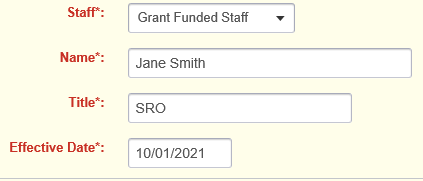 Staff*: Grant Funded Staff
Name*: Jane Smith
Title*: SRO
Effective Date*: 10/01/2021